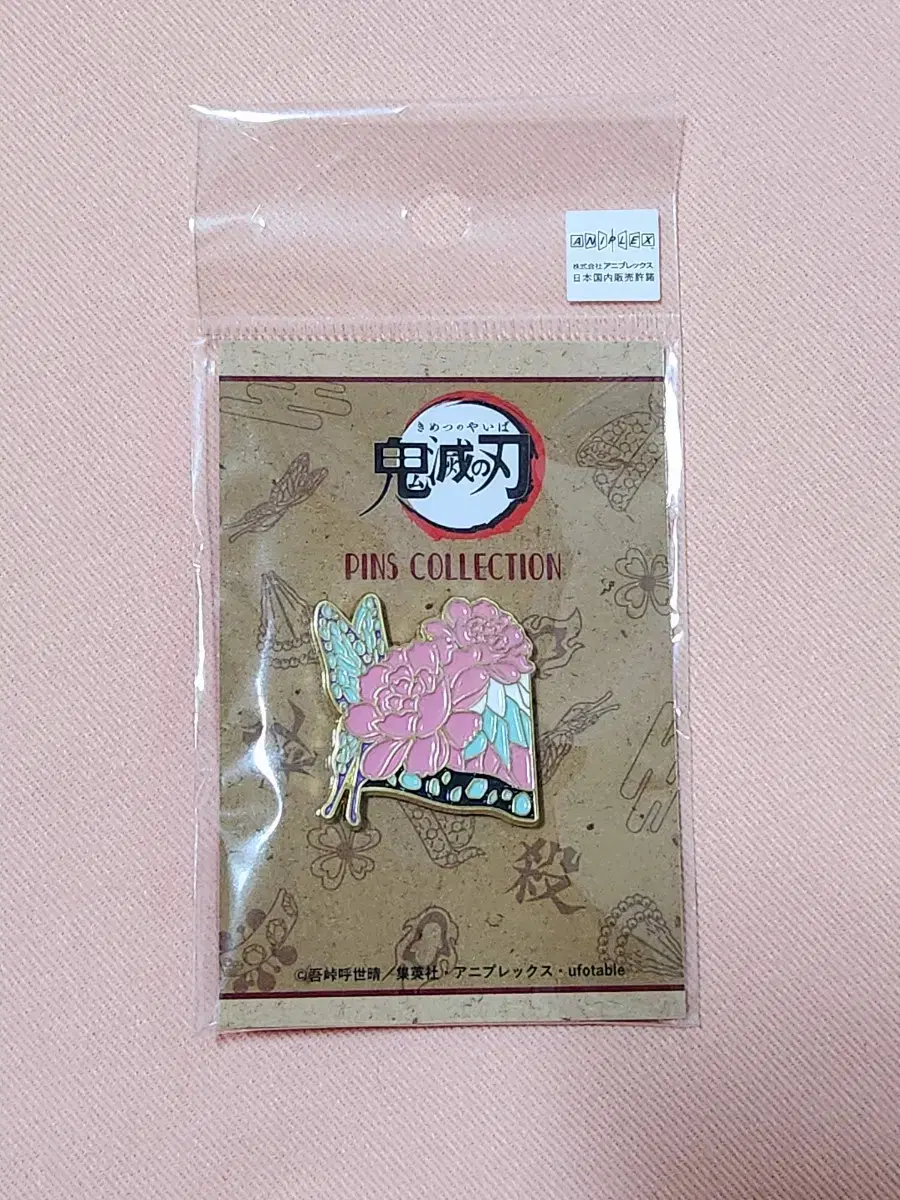 ANIPLEX
株式会社アニプレックス
日本国内販売許諾
きめつのやいば
鬼滅の刃
PINS COLLECTION
殺
©吾峠呼世晴／集英社・アニプレックス・ufotable